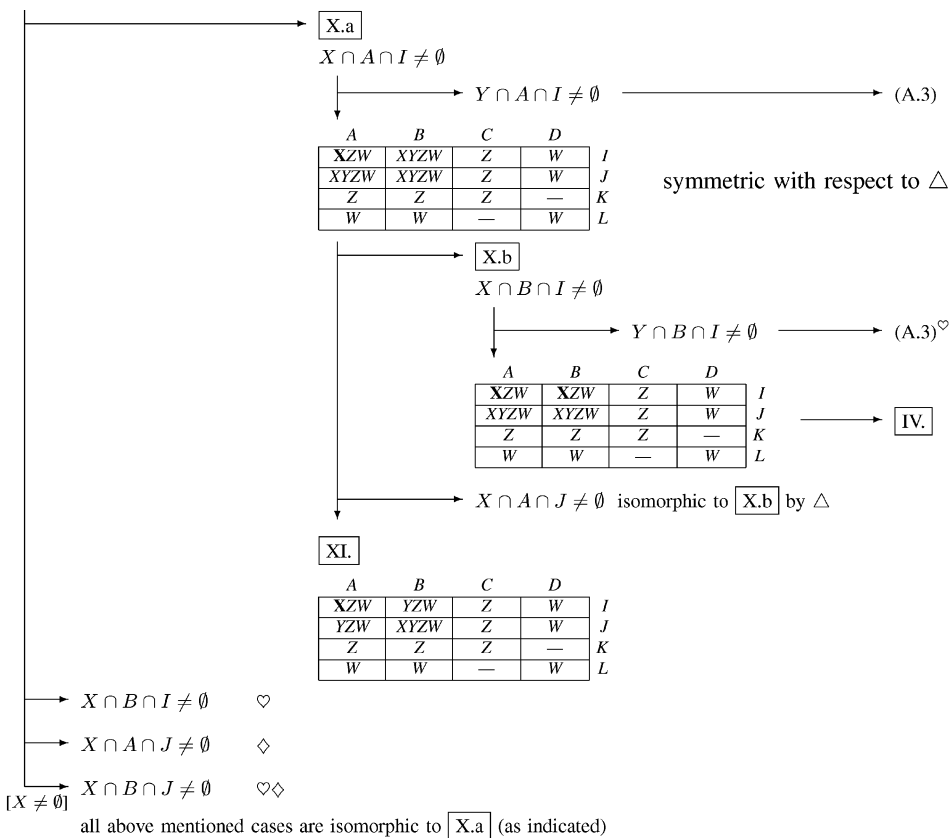 X.a
X ∩ A ∩ I ≠ ∅
Y ∩ A ∩ I ≠ ∅ (A.3)
A B C D
XZW XYZW Z W I
XYZW XYZW Z W J
Z Z Z — K
W W — W L
symmetric with respect to △
X.b
X ∩ B ∩ I ≠ ∅
Y ∩ B ∩ I ≠ ∅ (A.3)♡
A B C D
XZW XZW Z W I
XYZW XYZW Z W J
Z Z Z — K
W W — W L
IV.
X ∩ A ∩ J ≠ ∅ isomorphic to X.b by △
XI.
A B C D
XZW YZW Z W I
YZW XYZW Z W J
Z Z Z — K
W W — W L
X ∩ B ∩ I ≠ ∅ ♡
X ∩ A ∩ J ≠ ∅ ♢
X ∩ B ∩ J ≠ ∅ ♡♢
[X ≠ ∅]
all above mentioned cases are isomorphic to X.a (as indicated)